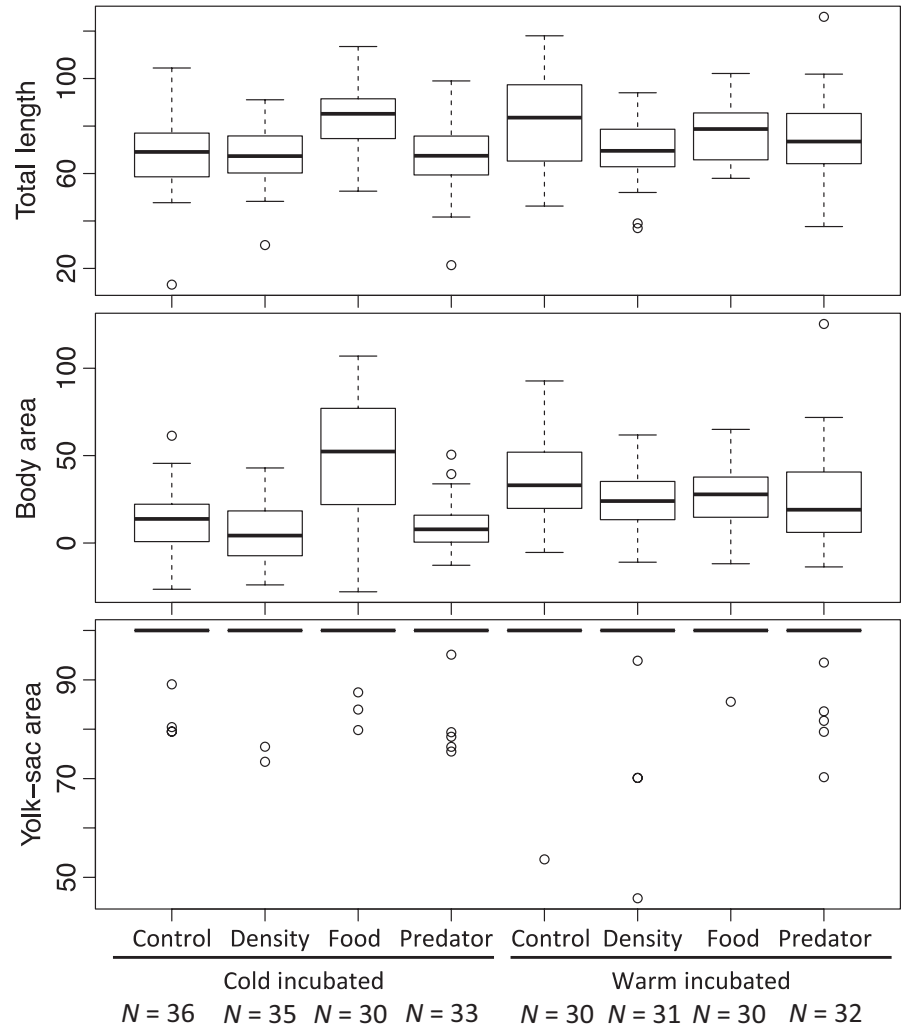 Total length
100
60
20
Body area
100
50
0
Yolk–sac area
90
70
50
Control Density Food Predator Control Density Food Predator
Cold incubated Warm incubated
N = 36 N = 35 N = 30 N = 33 N = 30 N = 31 N = 30 N = 32